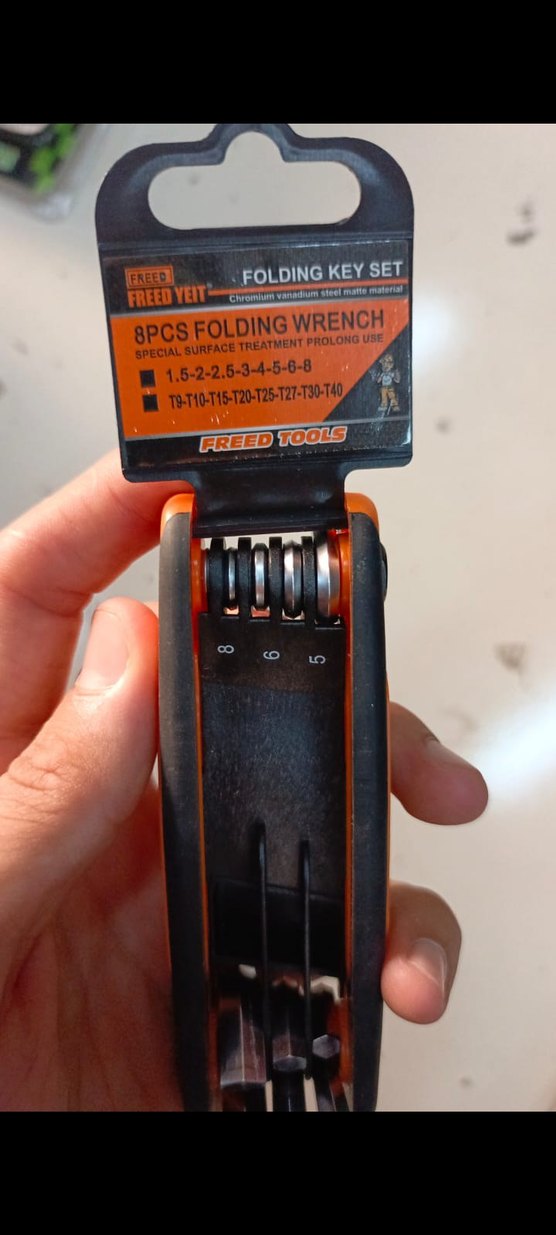 FREED
FREED YEIT®
FOLDING KEY SET
Chromium vanadium steel matte material
8PCS FOLDING WRENCH
SPECIAL SURFACE TREATMENT PROLONG USE
1.5-2-2.5-3-4-5-6-8
T9-T10-T15-T20-T25-T27-T30-T40
FREED TOOLS
8
6
5